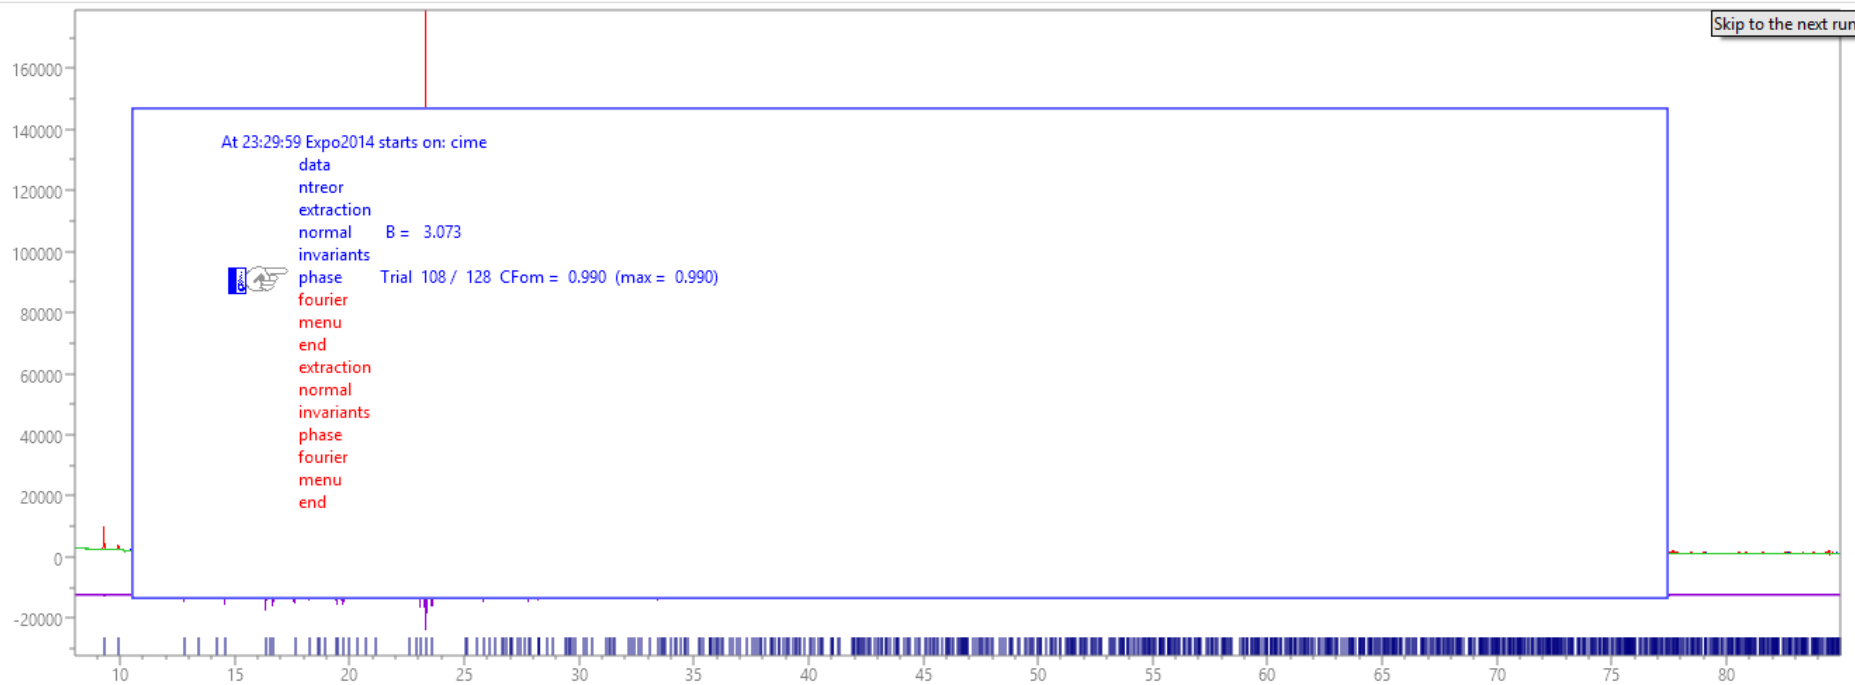 Skip to the next run
160000
140000
120000
100000
80000
60000
40000
20000
0
-20000
At 23:29:59 Expo2014 starts on: cime
data
ntreor
extraction
normal B = 3.073
invariants
phase Trial 108 / 128 CFom = 0.990 (max = 0.990)
fourier
menu
end
extraction
normal
invariants
phase
fourier
menu
end
10 15 20 25 30 35 40 45 50 55 60 65 70 75 80